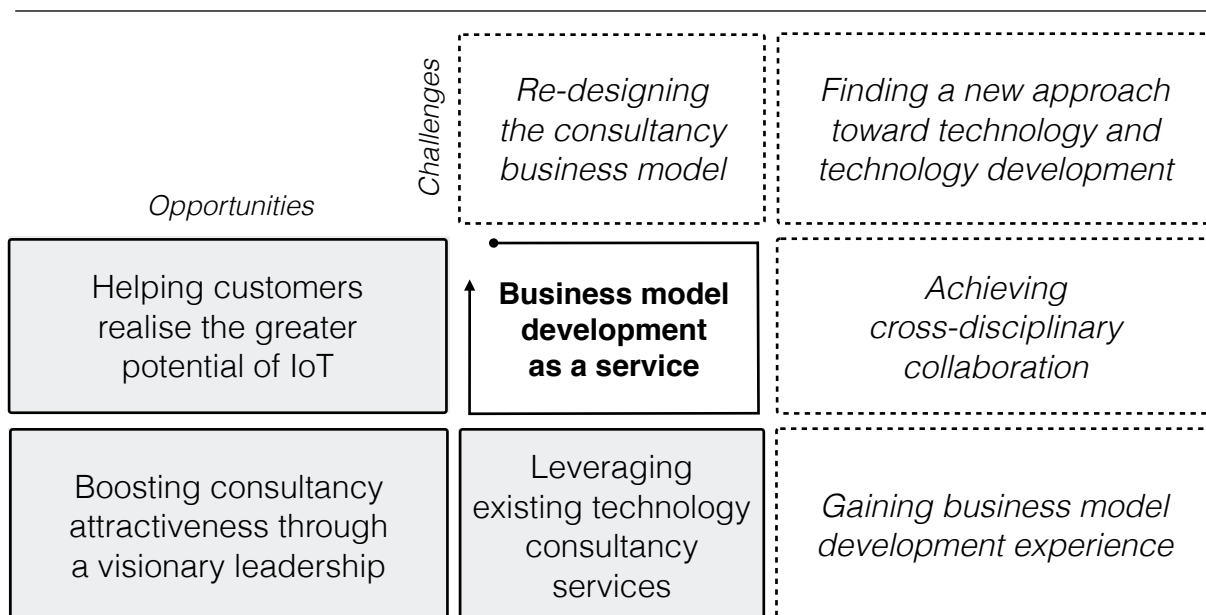 Challenges
Re-designing
the consultancy
business model
Finding a new approach
toward technology and
technology development
Opportunities
Helping customers
realise the greater
potential of IoT
Business model
development
as a service
Achieving
cross-disciplinary
collaboration
Boosting consultancy
attractiveness through
a visionary leadership
Leveraging
existing technology
consultancy
services
Gaining business model
development experience